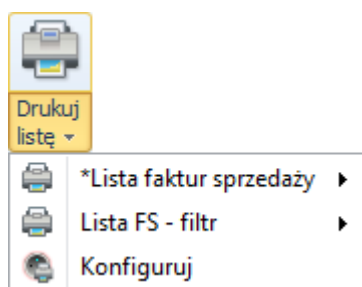 Drukuj
listę
*Lista faktur sprzedaży
Lista FS - filtr
Konfiguruj